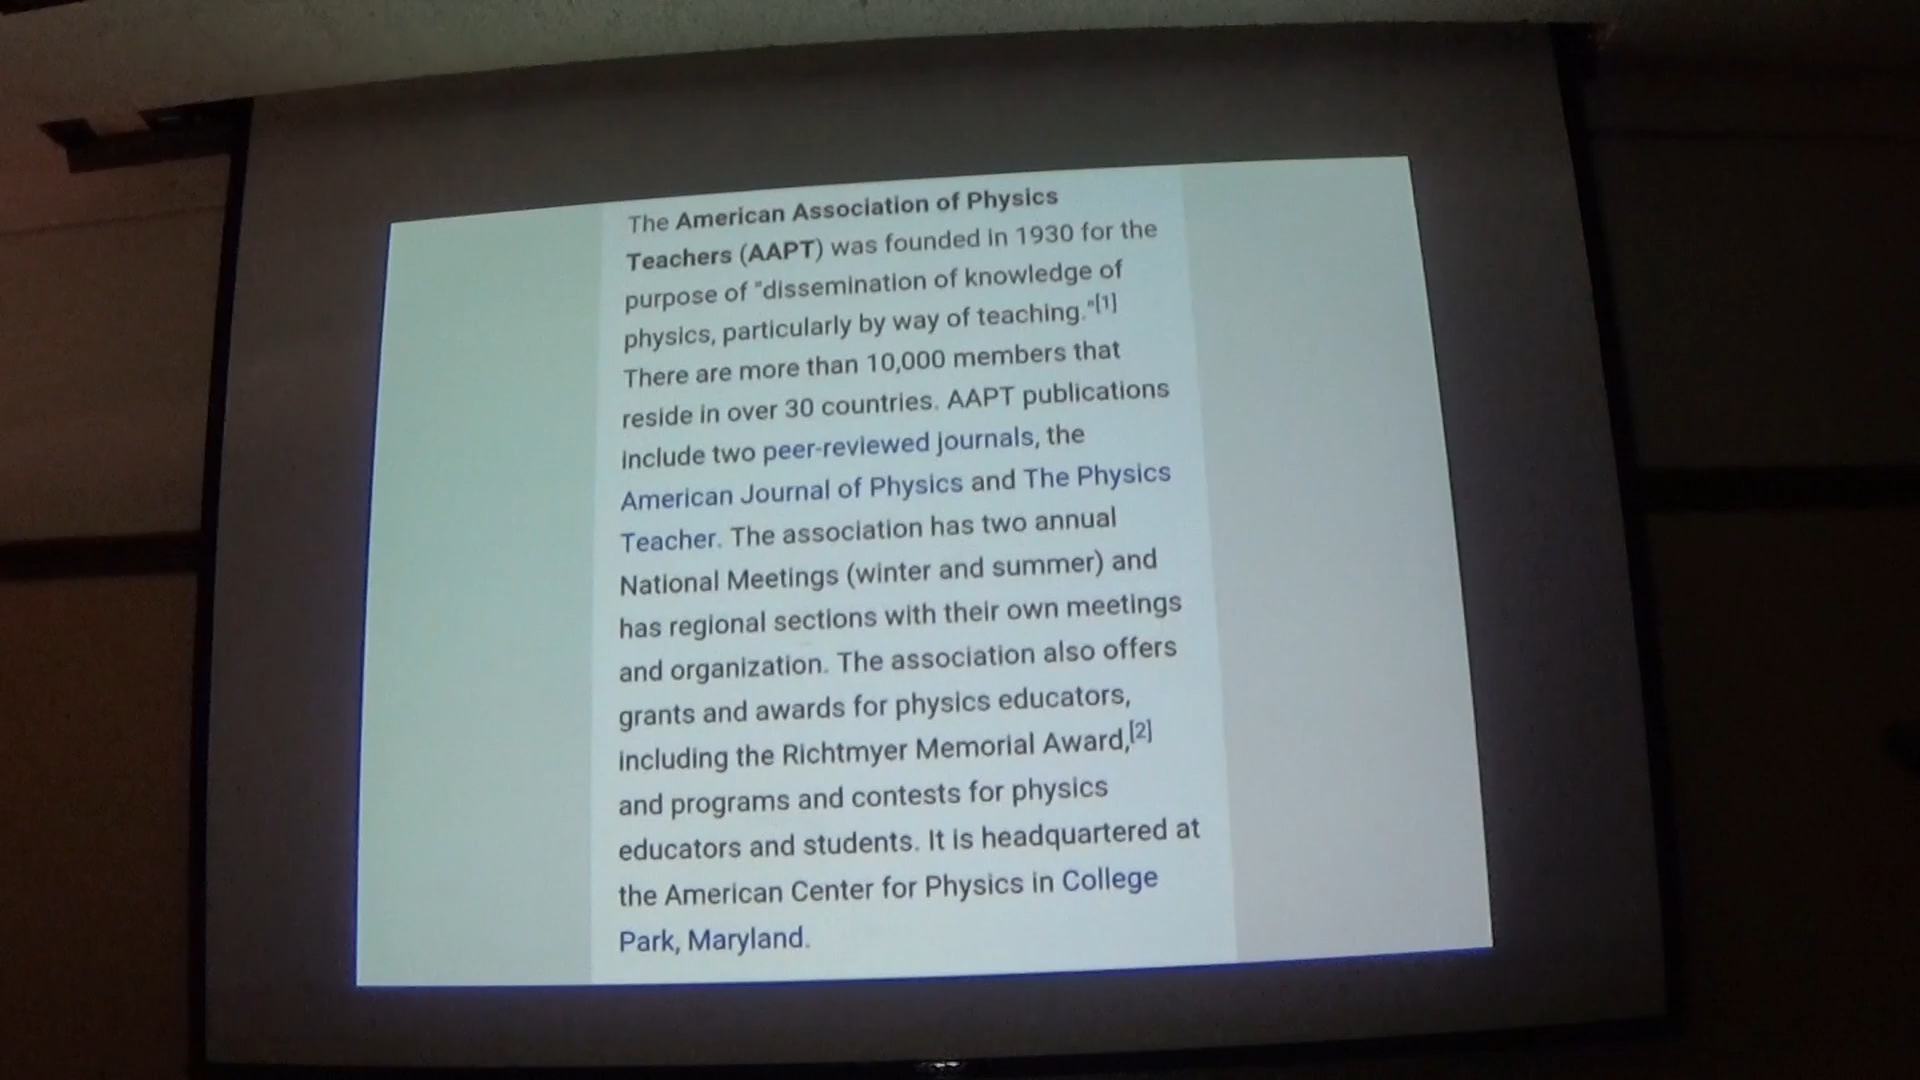 The American Association of Physics
Teachers (AAPT) was founded in 1930 for the
purpose of "dissemination of knowledge of
physics, particularly by way of teaching."[1]
There are more than 10,000 members that
reside in over 30 countries. AAPT publications
include two peer-reviewed journals, the
American Journal of Physics and The Physics
Teacher. The association has two annual
National Meetings (winter and summer) and
has regional sections with their own meetings
and organization. The association also offers
grants and awards for physics educators,
including the Richtmyer Memorial Award,[2]
and programs and contests for physics
educators and students. It is headquartered at
the American Center for Physics in College
Park, Maryland.